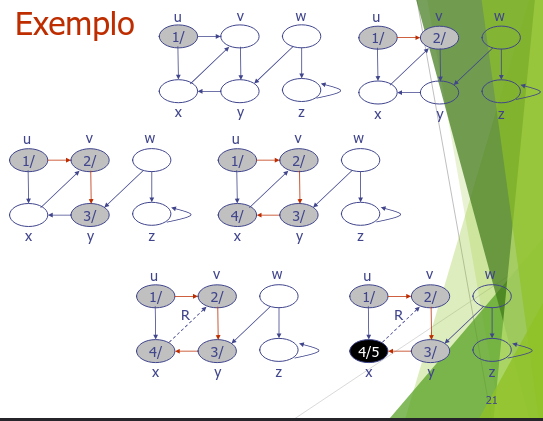 Exemplo
u v w
1/
x y z
u v w
1/ 2/
x y z
u v w
1/ 2/
3/
x y z
u v w
1/ 2/
4/ 3/
x y z
u v w
1/ 2/
R
4/ 3/
x y z
u v w
1/ 2/
R
4/5 3/
x y z
21